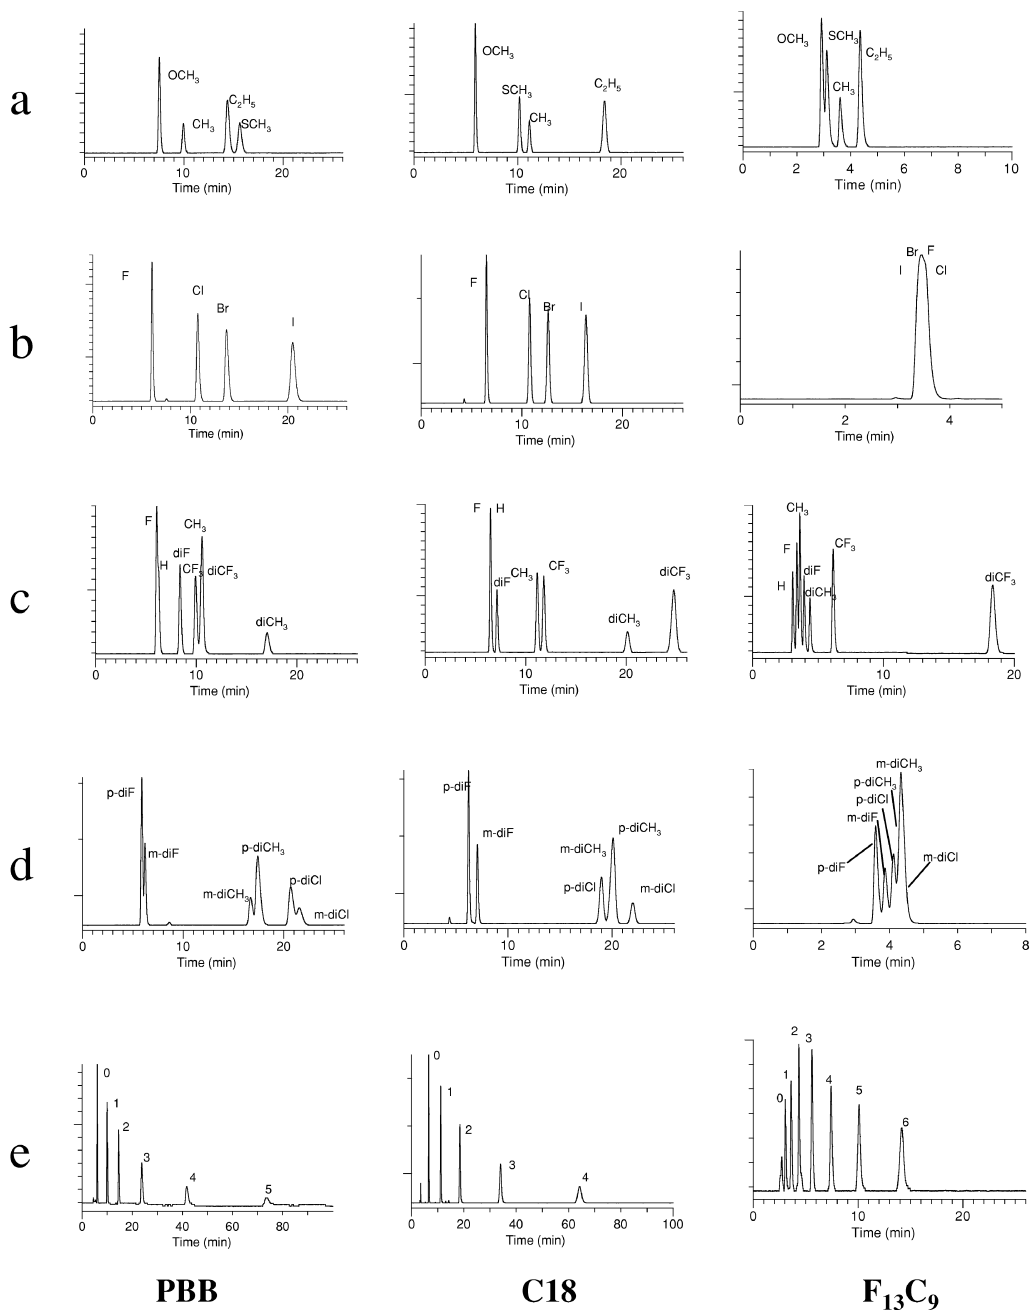 a
OCH₃
CH₃
C₂H₅
SCH₃
0 10 20
Time (min)
OCH₃
SCH₃
CH₃
C₂H₅
0 10 20
Time (min)
OCH₃
SCH₃
CH₃
C₂H₅
0 2 4 6 8 10
Time (min)
b
F
Cl
Br
I
0 10 20
Time (min)
F
Cl
Br
I
0 10 20
Time (min)
Br F
I Cl
0 2 4
Time (min)
c
F
H
diF
CF₃
CH₃
diCF₃
diCH₃
0 10 20
Time (min)
F H
diF
CH₃
CF₃
diCH₃
diCF₃
0 10 20
Time (min)
CH₃
F
H
diF
diCH₃
CF₃
diCF₃
0 10 20
Time (min)
d
p-diF
m-diF
m-diCH₃
p-diCH₃
p-diCl
m-diCl
0 10 20
Time (min)
p-diF
m-diF
p-diCH₃
m-diCH₃
p-diCl
m-diCl
0 10 20
Time (min)
m-diCH₃
p-diCH₃
p-diCl
m-diF
p-diF
m-diCl
0 2 4 6 8
Time (min)
e
0
1
2
3
4
5
0 20 40 60 80
Time (min)
0
1
2
3
4
0 20 40 60 80 100
Time (min)
0
1
2
3
4
5
6
0 10 20
Time (min)
PBB C18 F₁₃C₉